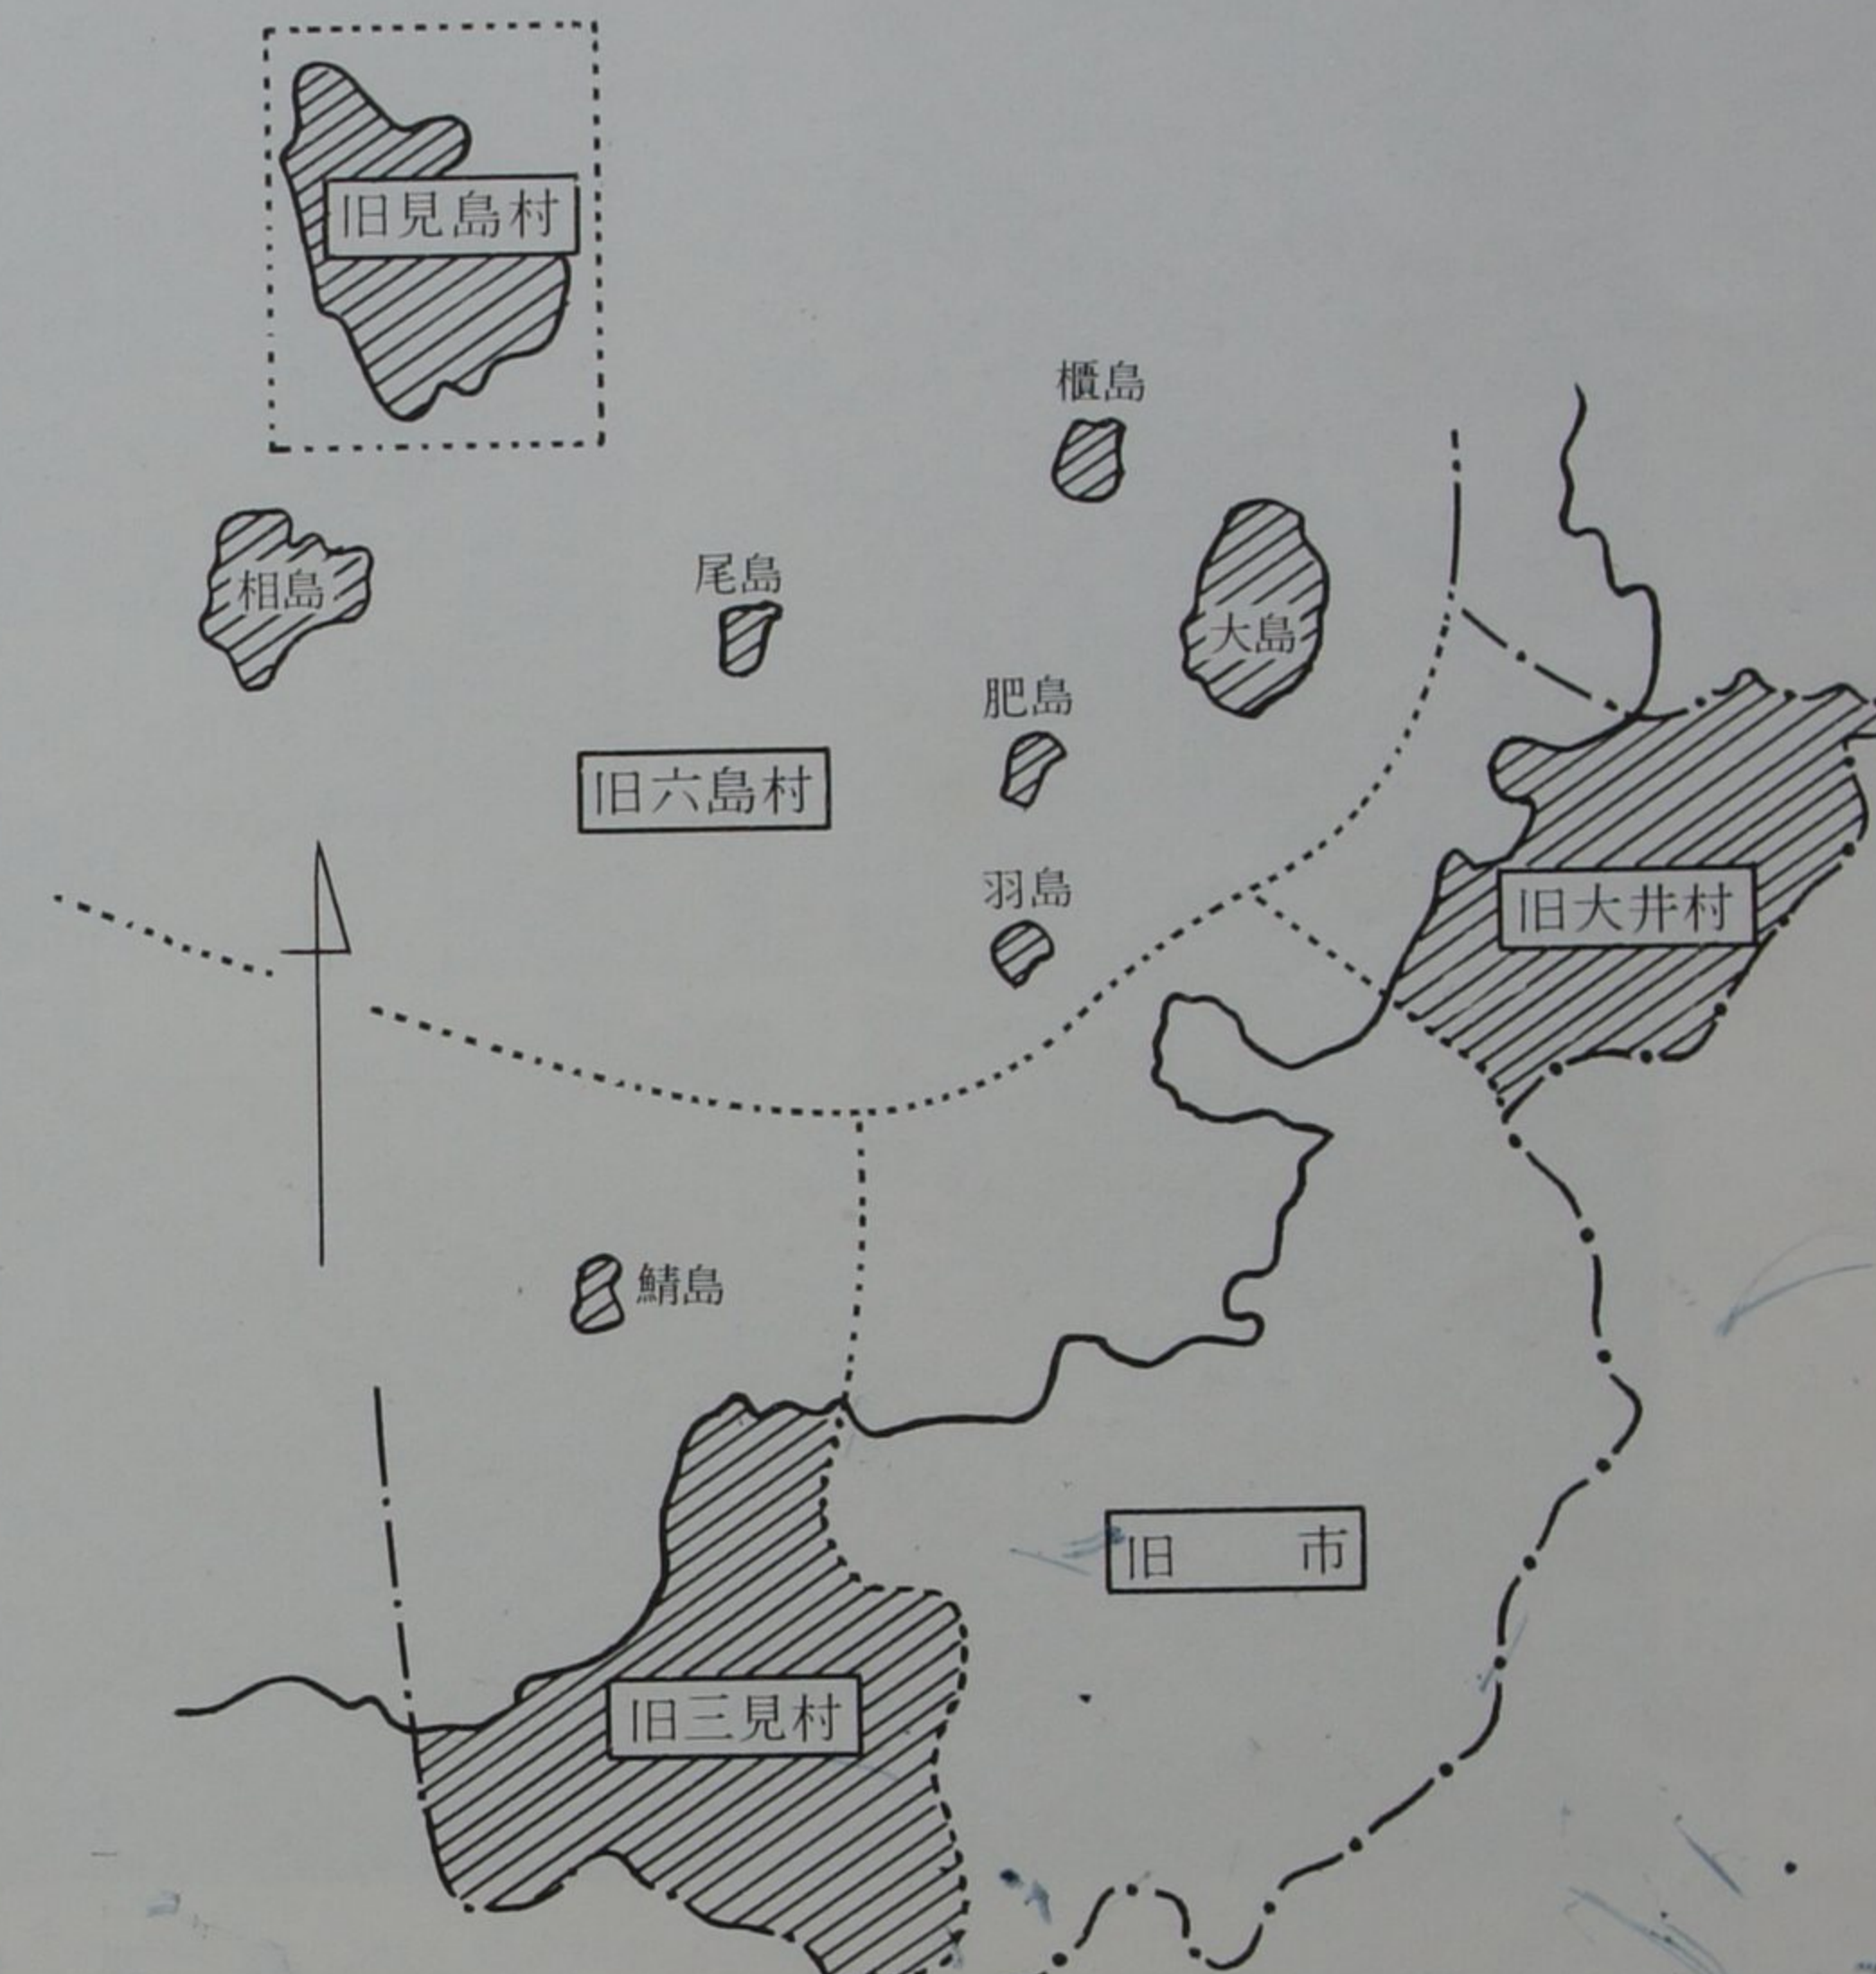 旧見島村
櫃島
相島
尾島
大島
肥島
旧六島村
羽島
旧大井村
鯖島
旧　市
旧三見村